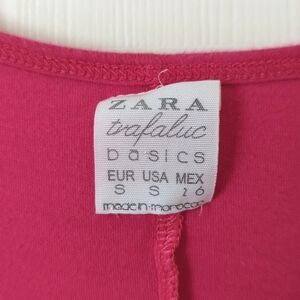 ZARA
trafaluc
basics
EUR USA MEX
S S 26
made in morocco